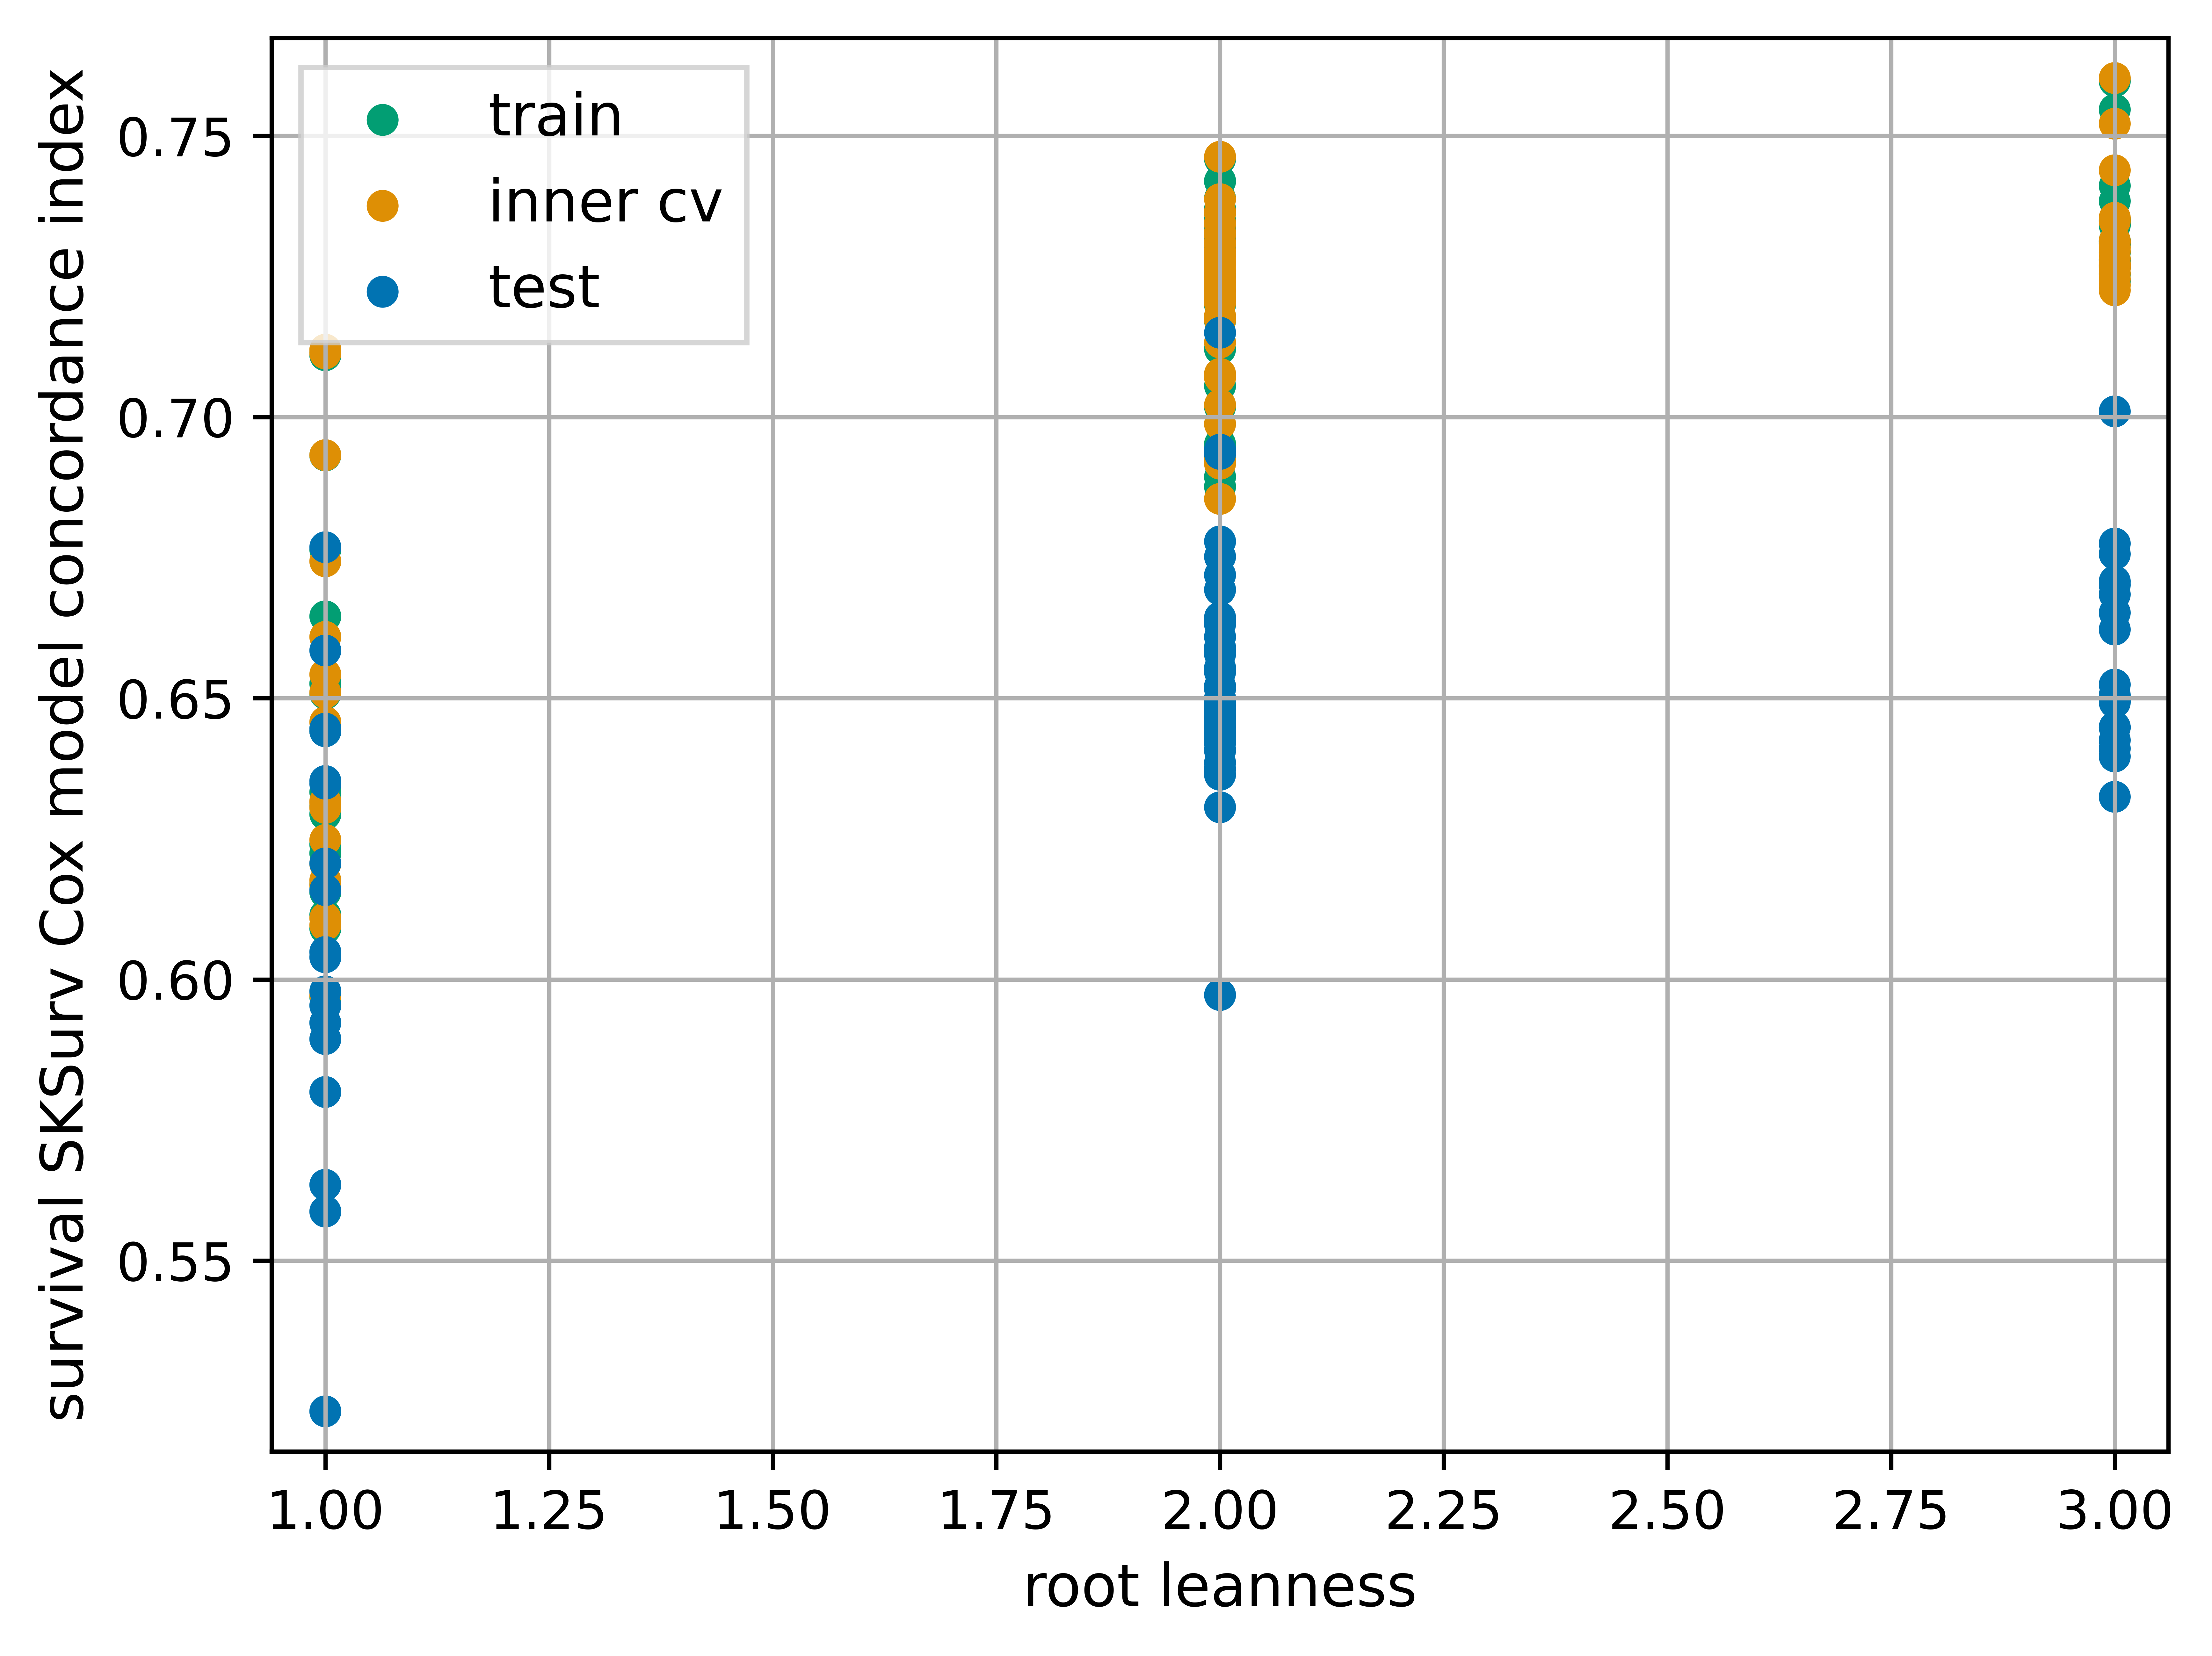 survival SKSurv Cox model concordance index
0.75
0.70
0.65
0.60
0.55
train
inner cv
test
1.00 1.25 1.50 1.75 2.00 2.25 2.50 2.75 3.00
root leanness